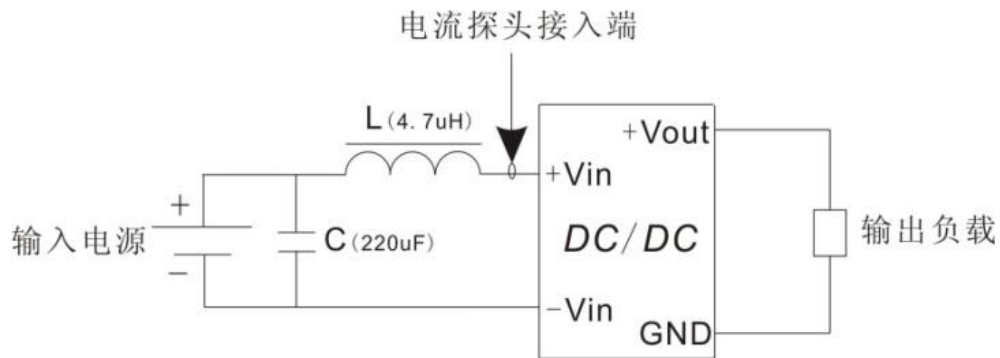 电流探头接入端
L(4.7uH)
+Vout
+Vin
+
输入电源
C(220uF)
DC/DC
输出负载
−
−Vin
GND